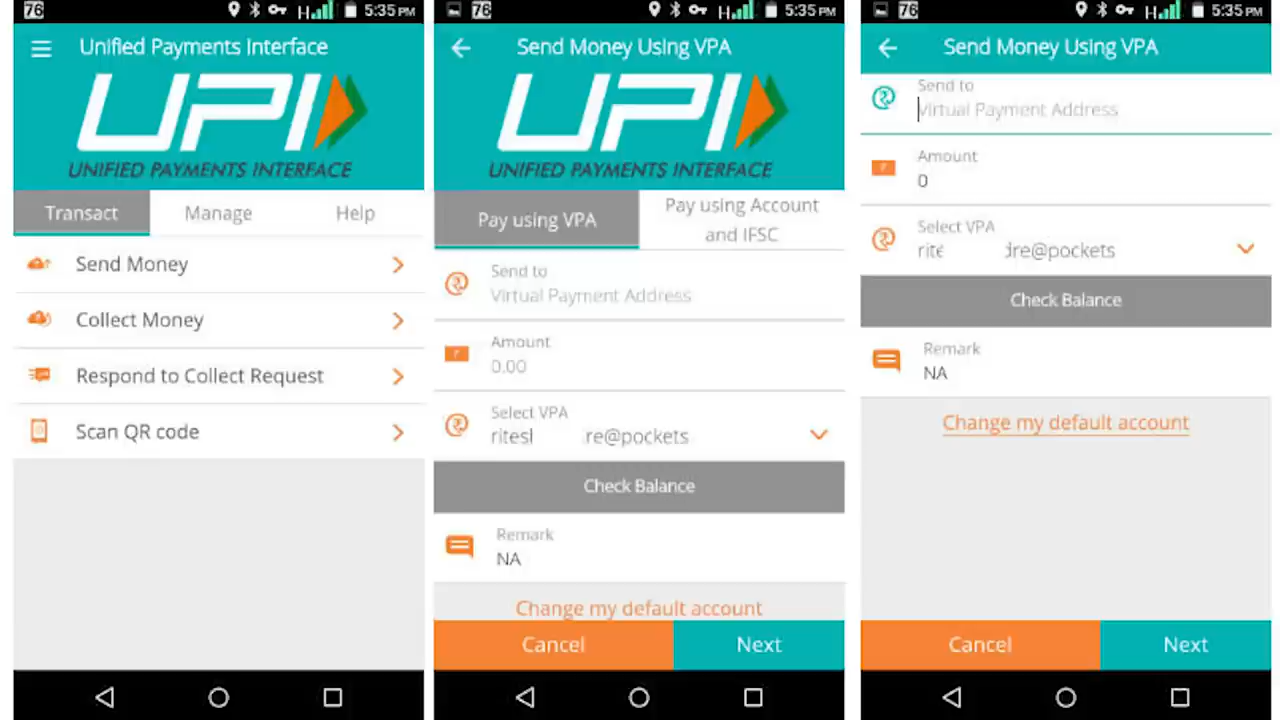 76
H
5:35 PM
Unified Payments Interface
UPI
UNIFIED PAYMENTS INTERFACE
Transact
Manage
Help
Send Money
Collect Money
Respond to Collect Request
Scan QR code
76
H
5:35 PM
Send Money Using VPA
UPI
UNIFIED PAYMENTS INTERFACE
Pay using VPA
Pay using Account
and IFSC
Send to
Virtual Payment Address
Amount
0.00
Select VPA
re@pockets
Check Balance
Remark
NA
Change my default account
Cancel
Next
76
H
5:35 PM
Send Money Using VPA
Send to
Virtual Payment Address
Amount
0
Select VPA
dre@pockets
Check Balance
Remark
NA
Change my default account
Cancel
Next